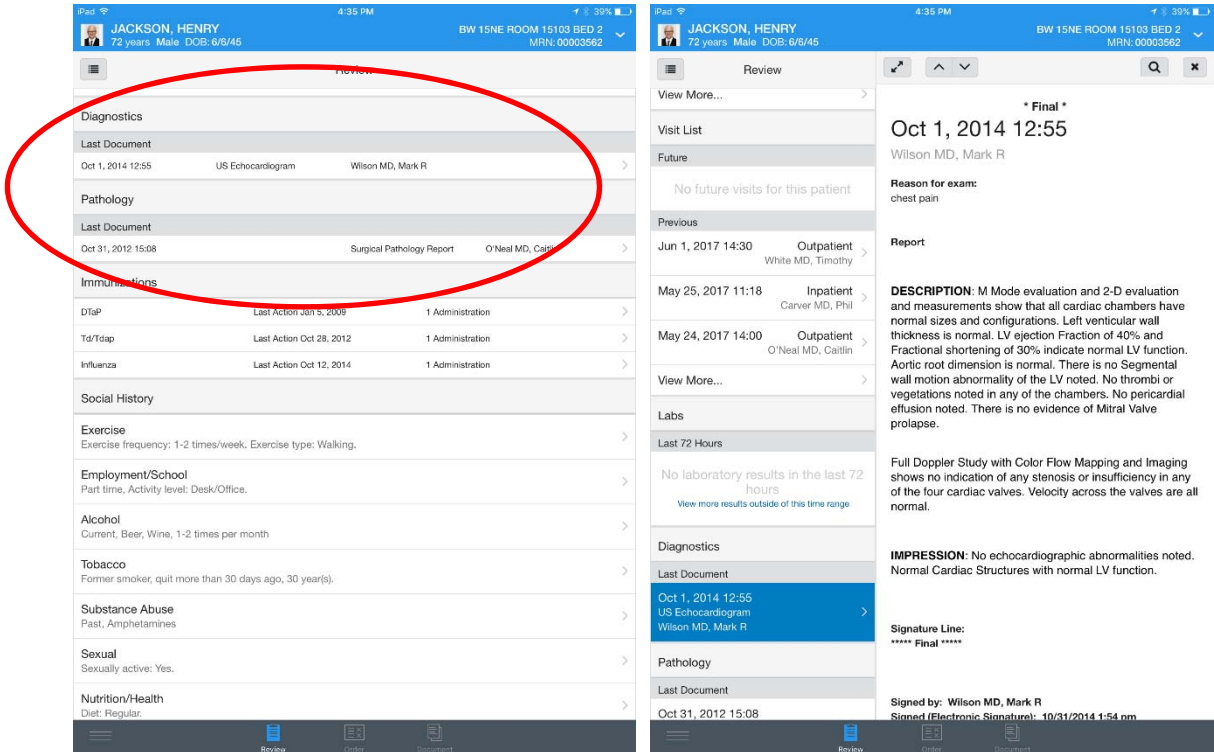 iPad 4:35 PM 39%
JACKSON, HENRY
72 years Male DOB: 6/6/45
BW 15NE ROOM 15103 BED 2
MRN: 00003562
Review
Diagnostics
Last Document
Oct 1, 2014 12:55 US Echocardiogram Wilson MD, Mark R
Pathology
Last Document
Oct 31, 2012 15:08 Surgical Pathology Report O'Neal MD,
Immunizations
DTaP Last Action Jan 5, 2009 1 Administration
Td/Tdap Last Action Oct 28, 2012 1 Administration
Influenza Last Action Oct 12, 2014 1 Administration
Social History
Exercise
Exercise frequency: 1-2 times/week. Exercise type: Walking.
Employment/School
Part time, Activity level: Desk/Office.
Alcohol
Current, Beer, Wine, 1-2 times per month
Tobacco
Former smoker, quit more than 30 days ago, 30 year(s).
Substance Abuse
Past, Amphetamines
Sexual
Sexually active: Yes.
Nutrition/Health
Diet: Regular.
Review Order Document
iPad 4:35 PM 39%
JACKSON, HENRY
72 years Male DOB: 6/6/45
BW 15NE ROOM 15103 BED 2
MRN: 00003562
Review
View More...
Visit List
Future
No future visits for this patient
Previous
Jun 1, 2017 14:30 Outpatient
White MD, Timothy
May 25, 2017 11:18 Inpatient
Carver MD, Phil
May 24, 2017 14:00 Outpatient
O'Neal MD, Caitlin
View More...
Labs
Last 72 Hours
No laboratory results in the last 72
hours
View more results outside of this time range
Diagnostics
Last Document
Oct 1, 2014 12:55
US Echocardiogram
Wilson MD, Mark R
Pathology
Last Document
Oct 31, 2012 15:08
* Final *
Oct 1, 2014 12:55
Wilson MD, Mark R
Reason for exam:
chest pain
Report
DESCRIPTION: M Mode evaluation and 2-D evaluation
and measurements show that all cardiac chambers have
normal sizes and configurations. Left venticular wall
thickness is normal. LV ejection Fraction of 40% and
Fractional shortening of 30% indicate normal LV function.
Aortic root dimension is normal. There is no Segmental
wall motion abnormality of the LV noted. No thrombi or
vegetations noted in any of the chambers. No pericardial
effusion noted. There is no evidence of Mitral Valve
prolapse.
Full Doppler Study with Color Flow Mapping and Imaging
shows no indication of any stenosis or insufficiency in any
of the four cardiac valves. Velocity across the valves are all
normal.
IMPRESSION: No echocardiographic abnormalities noted.
Normal Cardiac Structures with normal LV function.
Signature Line:
***** Final *****
Signed by: Wilson MD, Mark R
Signed (Electronic Signature): 10/31/2014 1:54 pm
Review Order Document